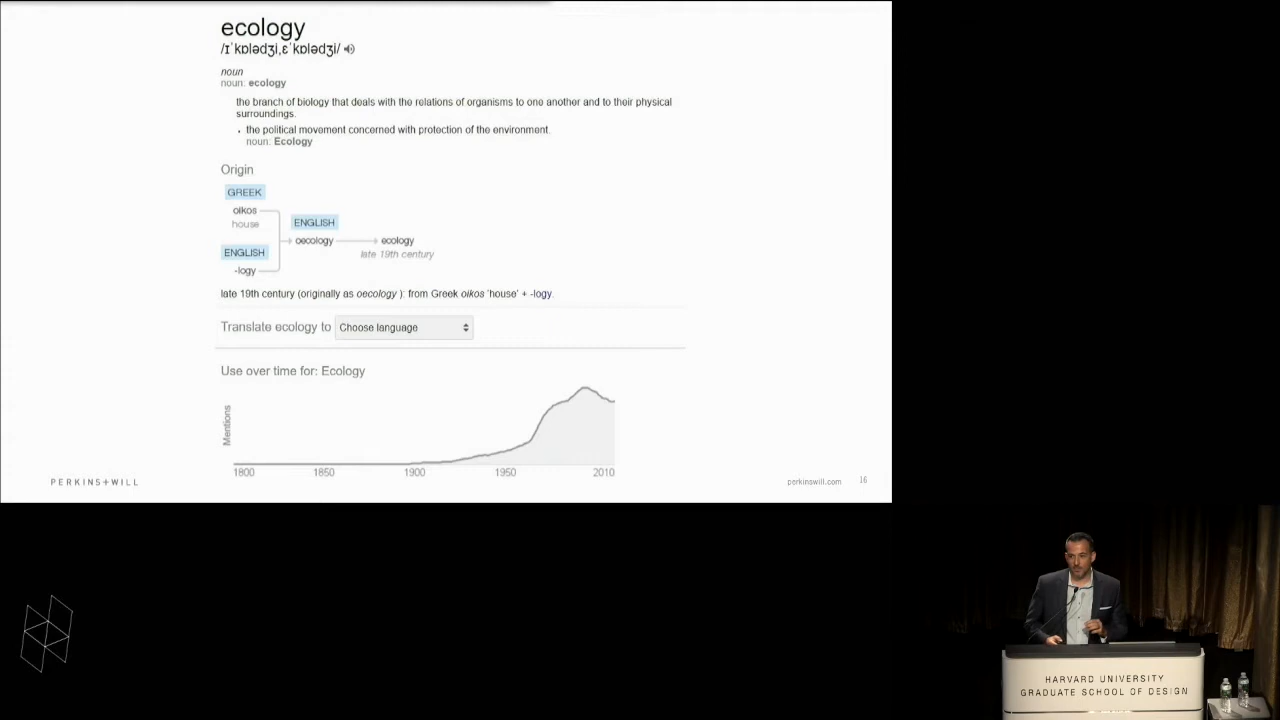 ecology
/ɪˈkɒlədʒi,ɛˈkɒlədʒi/
noun
noun: ecology
the branch of biology that deals with the relations of organisms to one another and to their physical
surroundings.
• the political movement concerned with protection of the environment.
noun: Ecology
Origin
GREEK
oikos
house
ENGLISH
-logy
ENGLISH
oecology
ecology
late 19th century
late 19th century (originally as oecology ): from Greek oikos ‘house’ + -logy.
Translate ecology to Choose language
Use over time for: Ecology
Mentions
1800 1850 1900 1950 2010
PERKINS+WILL
perkinswill.com 16
HARVARD UNIVERSITY
GRADUATE SCHOOL OF DESIGN